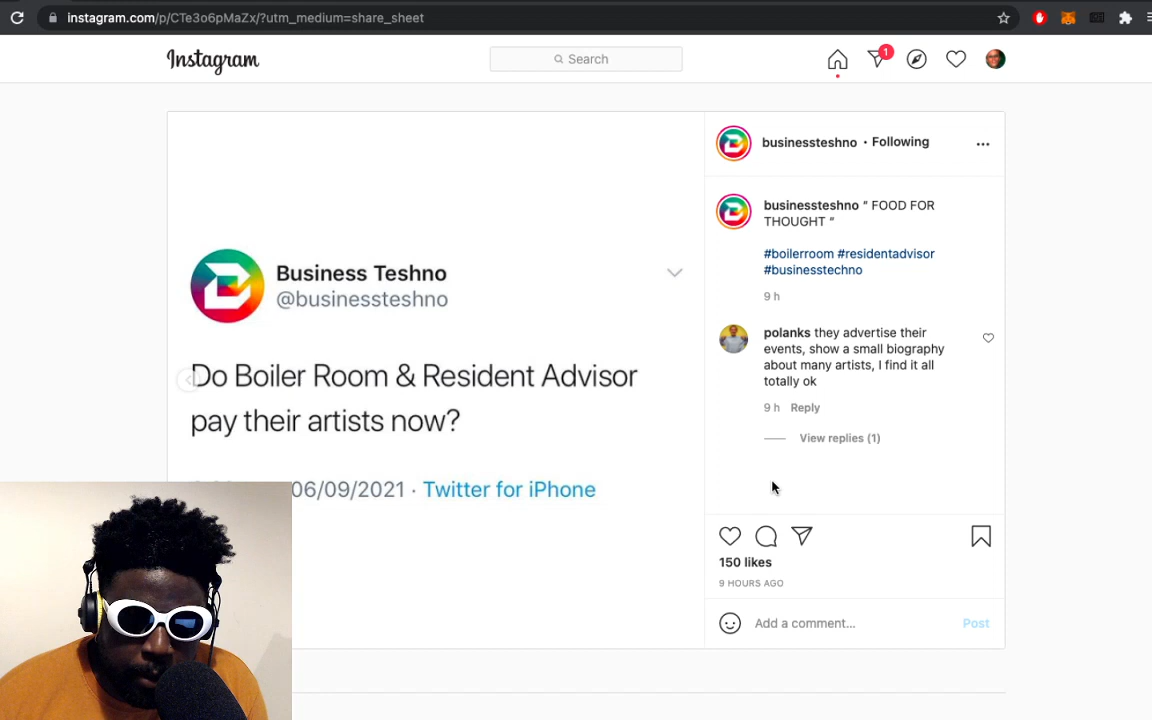 instagram.com/p/CTe3o6pMaZx/?utm_medium=share_sheet
Instagram
Search
1
Business Teshno
@businessteshno
Do Boiler Room & Resident Advisor
pay their artists now?
06/09/2021 · Twitter for iPhone
businessteshno • Following
businessteshno “ FOOD FOR
THOUGHT “
#boilerroom #residentadvisor
#businesstechno
9 h
polanks they advertise their
events, show a small biography
about many artists, I find it all
totally ok
9 h Reply
View replies (1)
150 likes
9 HOURS AGO
Add a comment...
Post